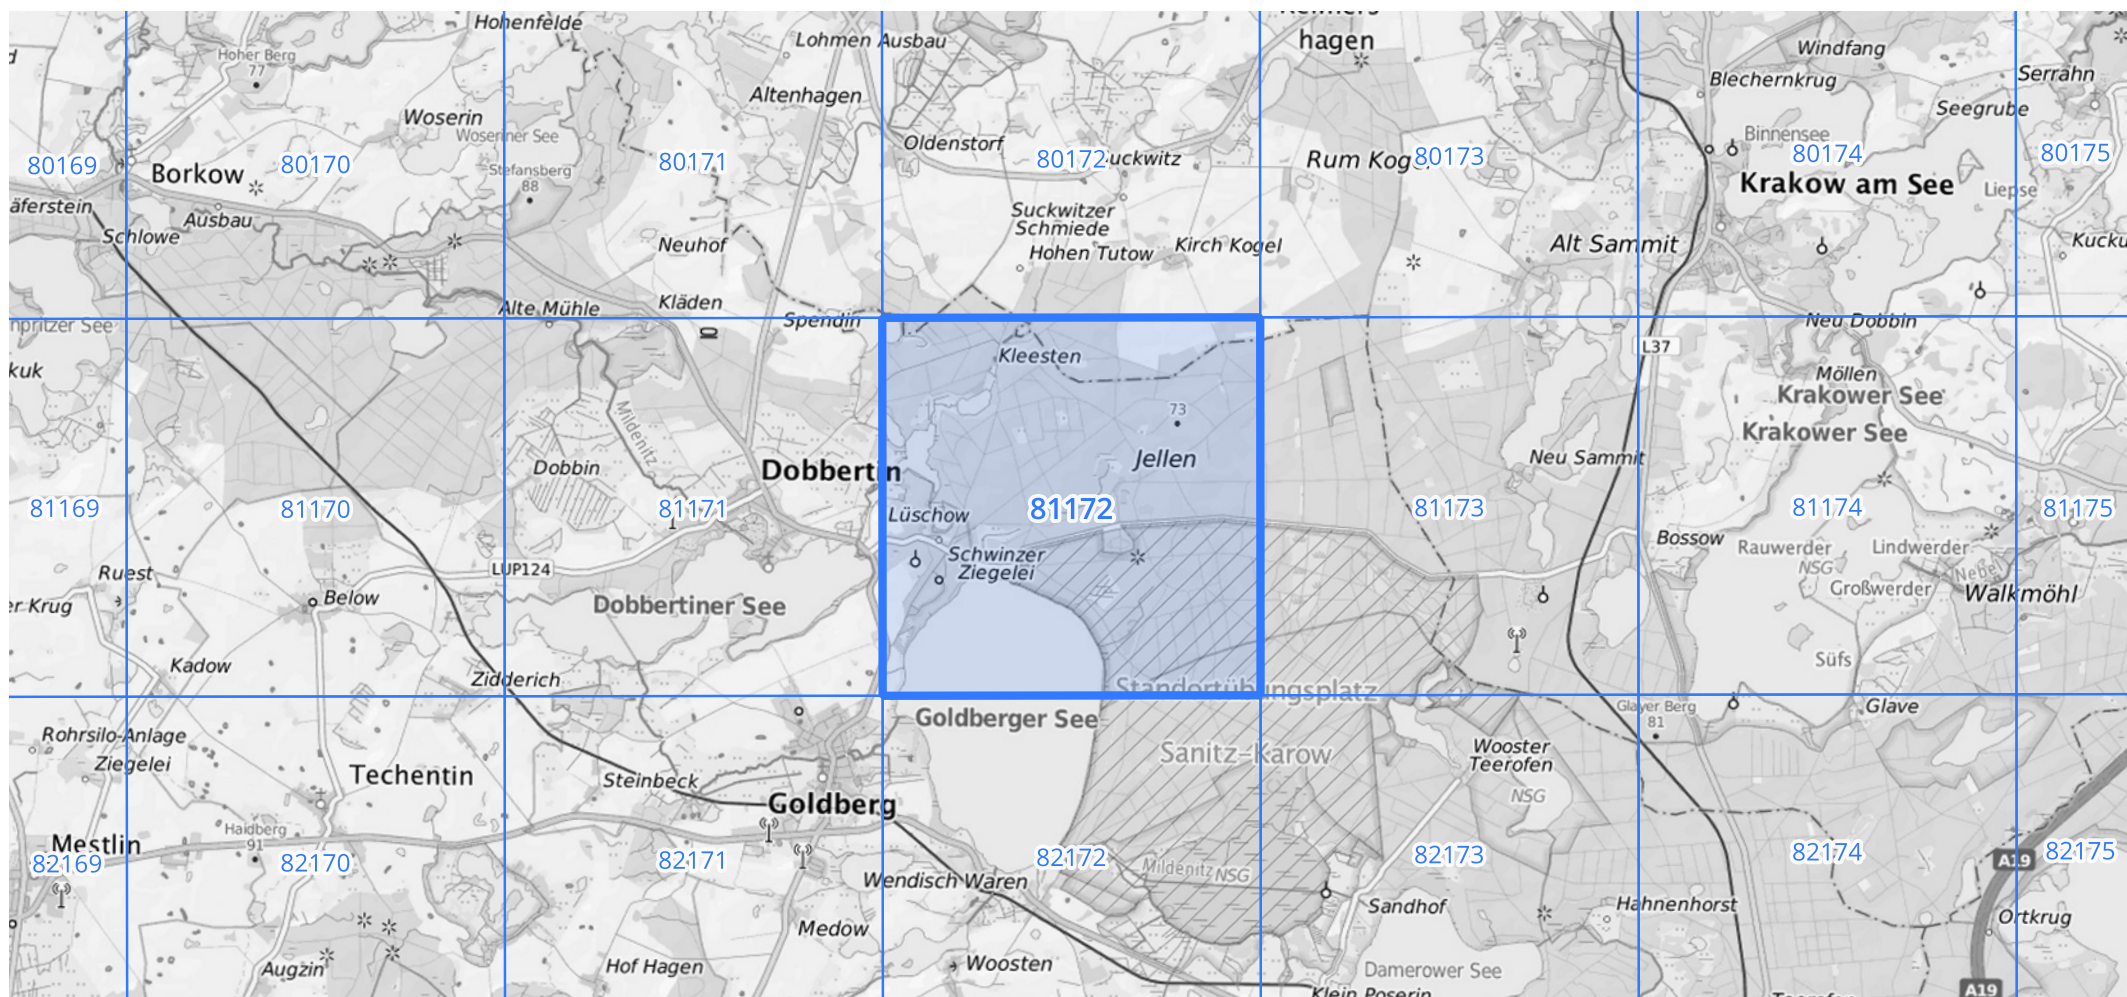 Hohenfelde
Lohmen Ausbau
hagen
Windfang
Hoher Berg
77
Blechernkrug
Serrahn
Altenhagen
Seegrube
Woserin
Woseriner See
Binnensee
Oldenstorf
80169
80170
80171
80172
uckwitz
Rum Kog
80173
80174
80175
Borkow
Stefansberg
88
Krakow am See
Liepse
äferstein
Ausbau
Suckwitzer
Schmiede
Schlowe
Neuhof
Hohen Tutow
Kirch Kogel
Alt Sammit
Kucku
Alte Mühle
Kläden
Spendin
npritzer See
Neu Dobbin
L37
Kleesten
kuk
Möllen
Krakower See
73
Mildenitz
Krakower See
Dobbin
Dobbertin
Jellen
Neu Sammit
81169
81170
81171
Lüschow
81172
81173
81174
81175
Bossow
Schwinzer
Ziegelei
Rauwerder
NSG
Lindwerder
Nebel
LUP124
Ruest
Großwerder
Walkmöhl
er Krug
Below
Dobbertiner See
Kadow
Zidderich
Süfs
Standortübungsplatz
Sanitz-Karow
Goldberger See
Glaver Berg
81
Glave
Rohrsilo-Anlage
Ziegelei
Techentin
Steinbeck
Wooster
Teerofen
NSG
Goldberg
Haidberg
91
Mestlin
82169
82170
82171
82172
82173
82174
82175
A19
Mildenitz
NSG
Wendisch Waren
Sandhof
Hahnenhorst
Ortkrug
Medow
Augzin
Hof Hagen
Woosten
Damerower See
A19
Klein Poserin